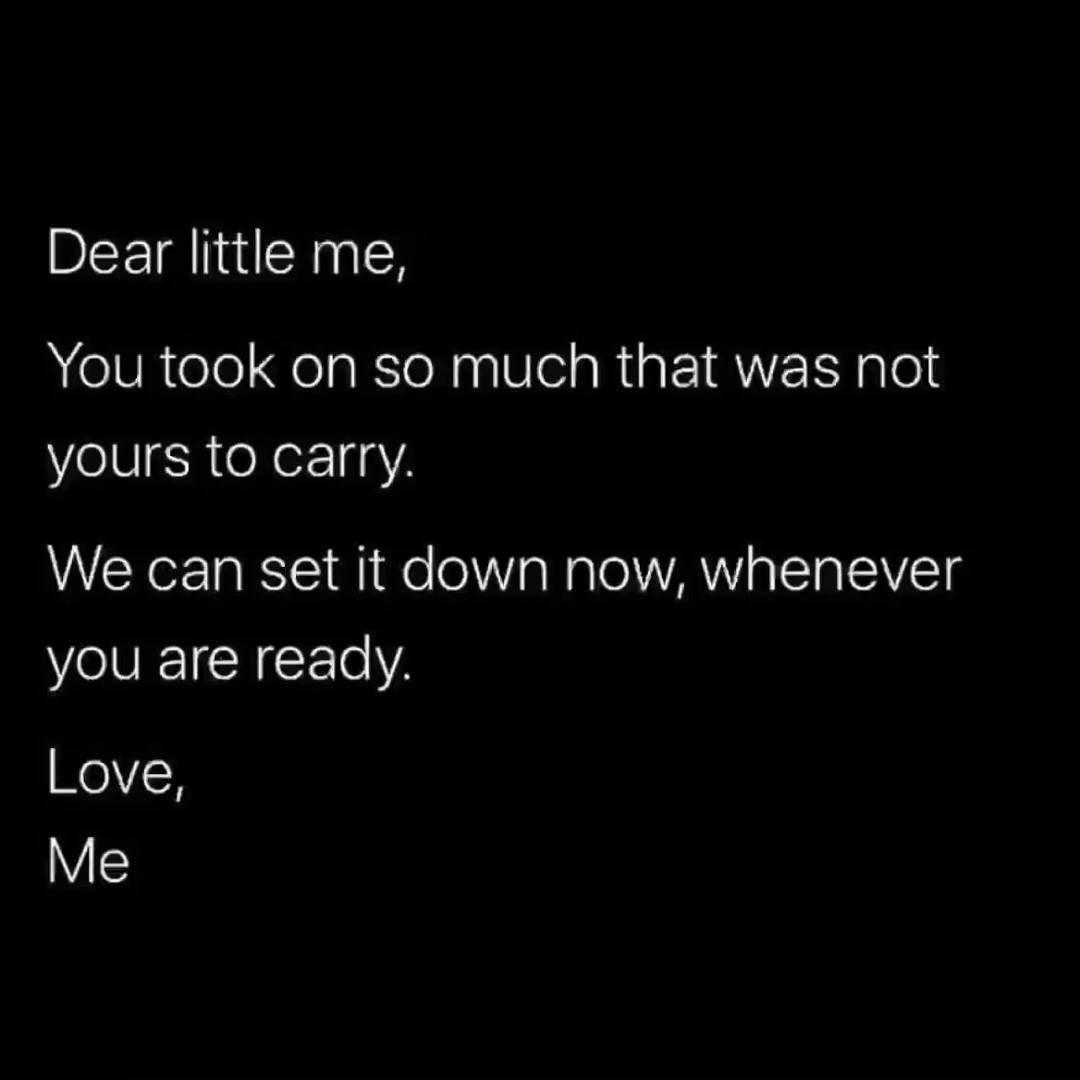 Dear little me,
You took on so much that was not
yours to carry.
We can set it down now, whenever
you are ready.
Love,
Me